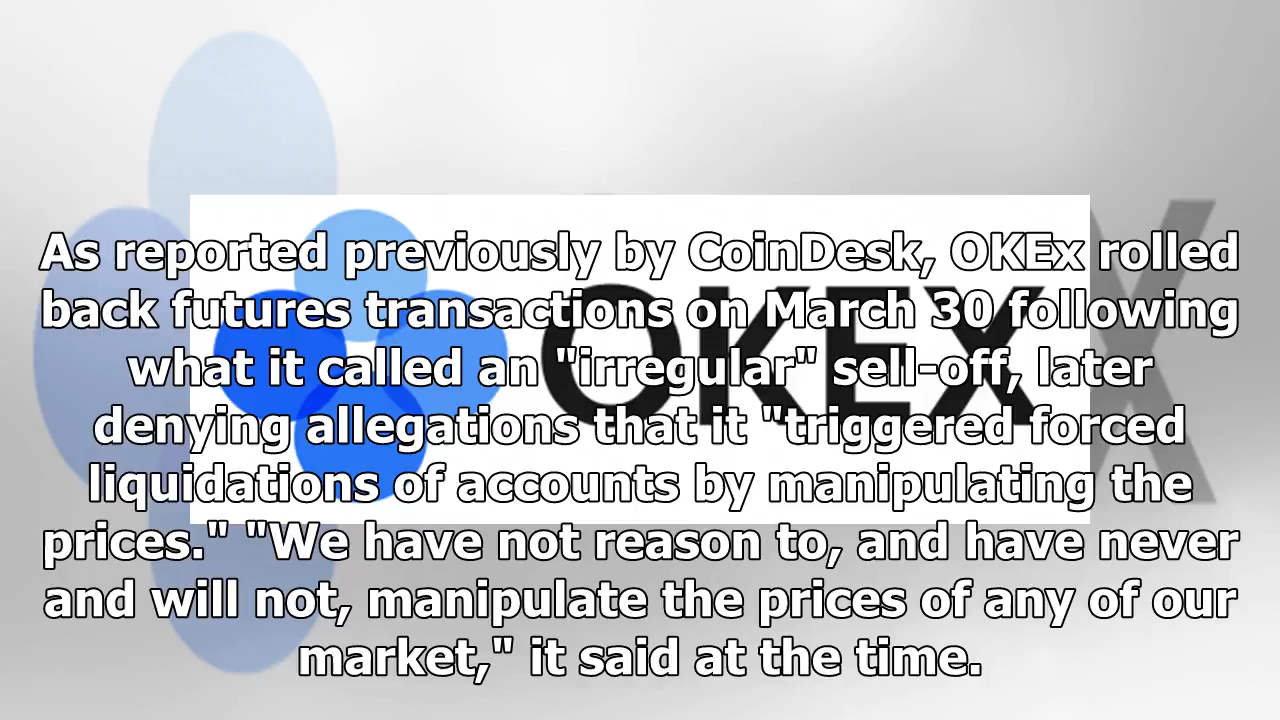 As reported previously by CoinDesk, OKEx rolled
back futures transactions on March 30 following
what it called an "irregular" sell-off, later
denying allegations that it "triggered forced
liquidations of accounts by manipulating the
prices." "We have not reason to, and have never
and will not, manipulate the prices of any of our
market," it said at the time.
OKEX
X